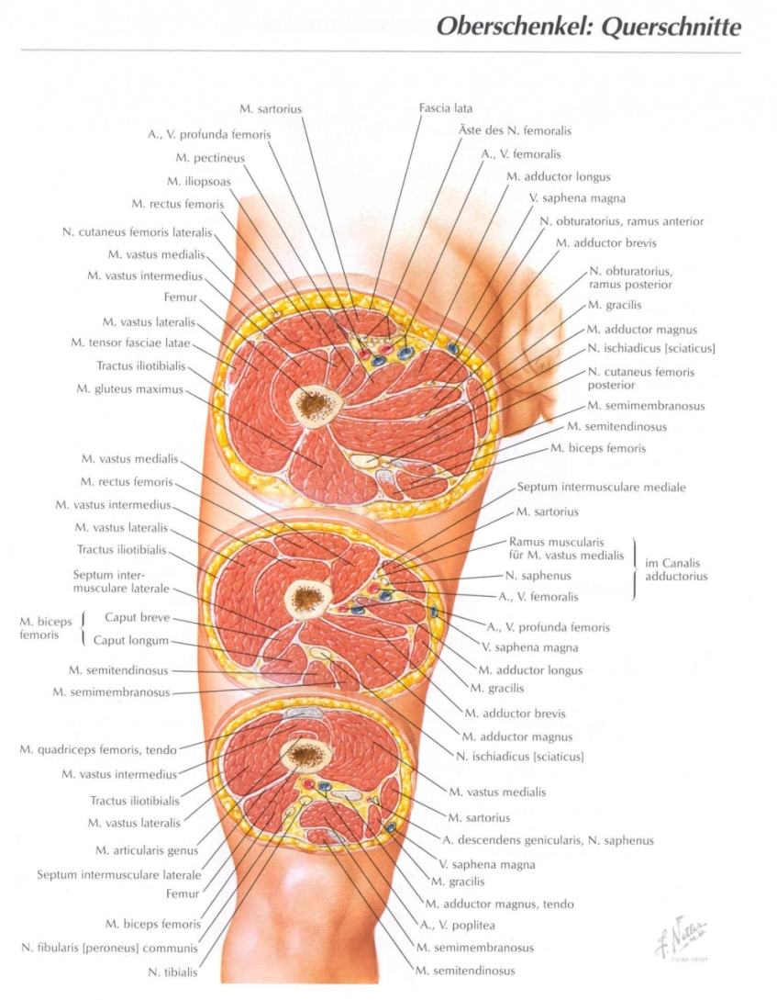 Oberschenkel: Querschnitte
M. sartorius
A., V. profunda femoris
M. pectineus
M. iliopsoas
M. rectus femoris
N. cutaneus femoris lateralis
M. vastus medialis
M. vastus intermedius
Femur
M. vastus lateralis
M. tensor fasciae latae
Tractus iliotibialis
M. gluteus maximus
Fascia lata
Äste des N. femoralis
A., V. femoralis
M. adductor longus
V. saphena magna
N. obturatorius, ramus anterior
M. adductor brevis
N. obturatorius,
ramus posterior
M. gracilis
M. adductor magnus
N. ischiadicus [sciaticus]
N. cutaneus femoris
posterior
M. semimembranosus
M. semitendinosus
M. biceps femoris
M. vastus medialis
M. rectus femoris
M. vastus intermedius
M. vastus lateralis
Tractus iliotibialis
Septum inter-
musculare laterale
M. biceps
femoris
Caput breve
Caput longum
M. semitendinosus
M. semimembranosus
Septum intermusculare mediale
M. sartorius
Ramus muscularis
für M. vastus medialis
N. saphenus
A., V. femoralis
im Canalis
adductorius
A., V. profunda femoris
V. saphena magna
M. adductor longus
M. gracilis
M. adductor brevis
M. adductor magnus
N. ischiadicus [sciaticus]
M. quadriceps femoris, tendo
M. vastus intermedius
Tractus iliotibialis
M. vastus lateralis
M. articularis genus
Septum intermusculare laterale
Femur
M. biceps femoris
N. fibularis [peroneus] communis
N. tibialis
M. vastus medialis
M. sartorius
A. descendens genicularis, N. saphenus
V. saphena magna
M. gracilis
M. adductor magnus, tendo
A., V. poplitea
M. semimembranosus
M. semitendinosus
F. Netter
M.D.